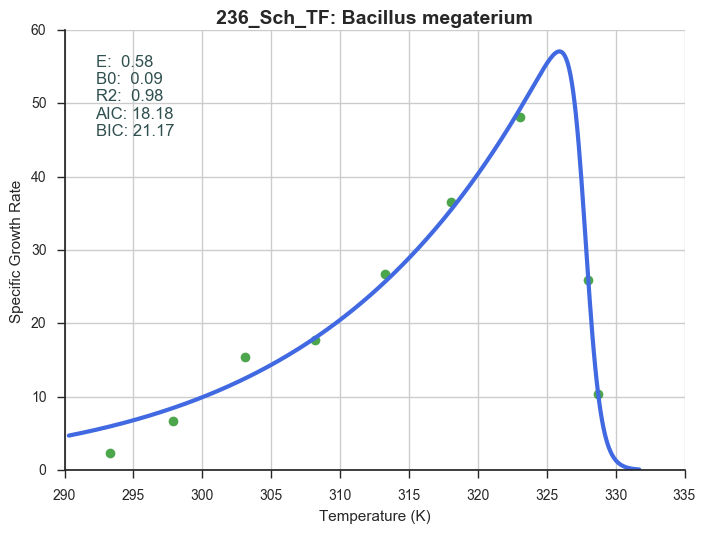 236_Sch_TF: Bacillus megaterium
E: 0.58
B0: 0.09
R2: 0.98
AIC: 18.18
BIC: 21.17
Specific Growth Rate
60
50
40
30
20
10
0
290 295 300 305 310 315 320 325 330 335
Temperature (K)